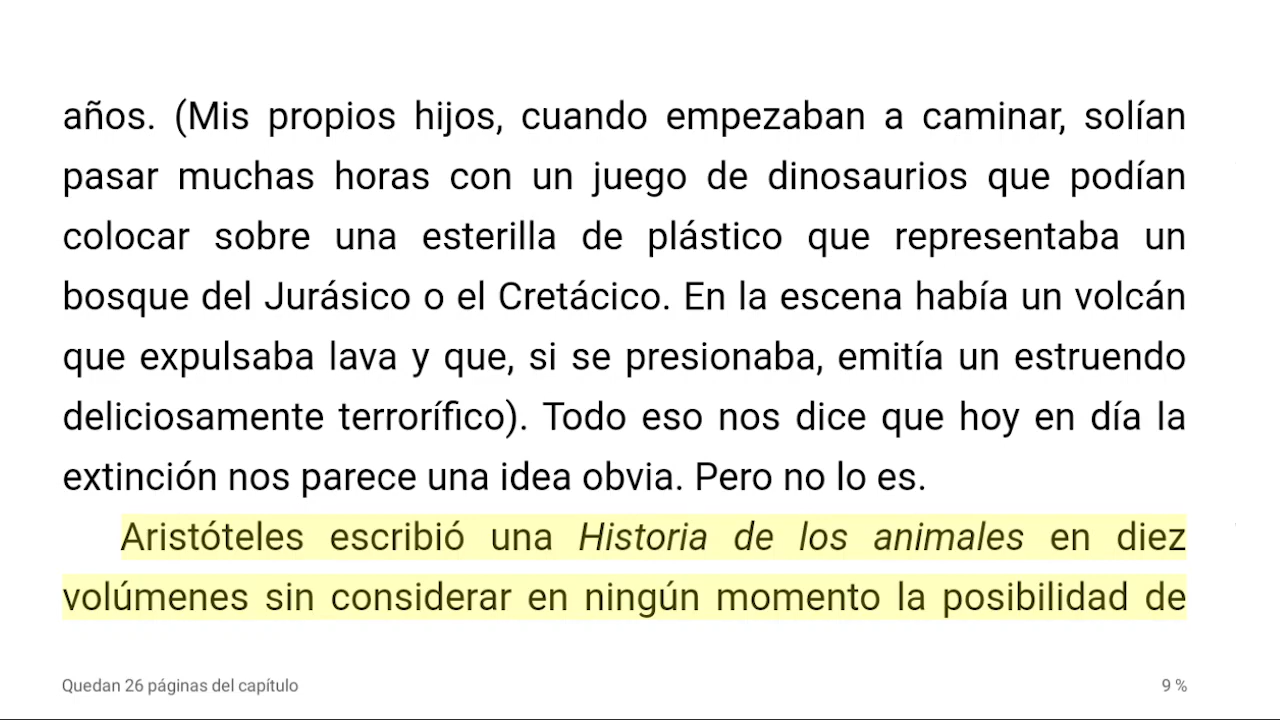 años. (Mis propios hijos, cuando empezaban a caminar, solían
pasar muchas horas con un juego de dinosaurios que podían
colocar sobre una esterilla de plástico que representaba un
bosque del Jurásico o el Cretácico. En la escena había un volcán
que expulsaba lava y que, si se presionaba, emitía un estruendo
deliciosamente terrorífico). Todo eso nos dice que hoy en día la
extinción nos parece una idea obvia. Pero no lo es.
Aristóteles escribió una Historia de los animales en diez
volúmenes sin considerar en ningún momento la posibilidad de
Quedan 26 páginas del capítulo 9 %